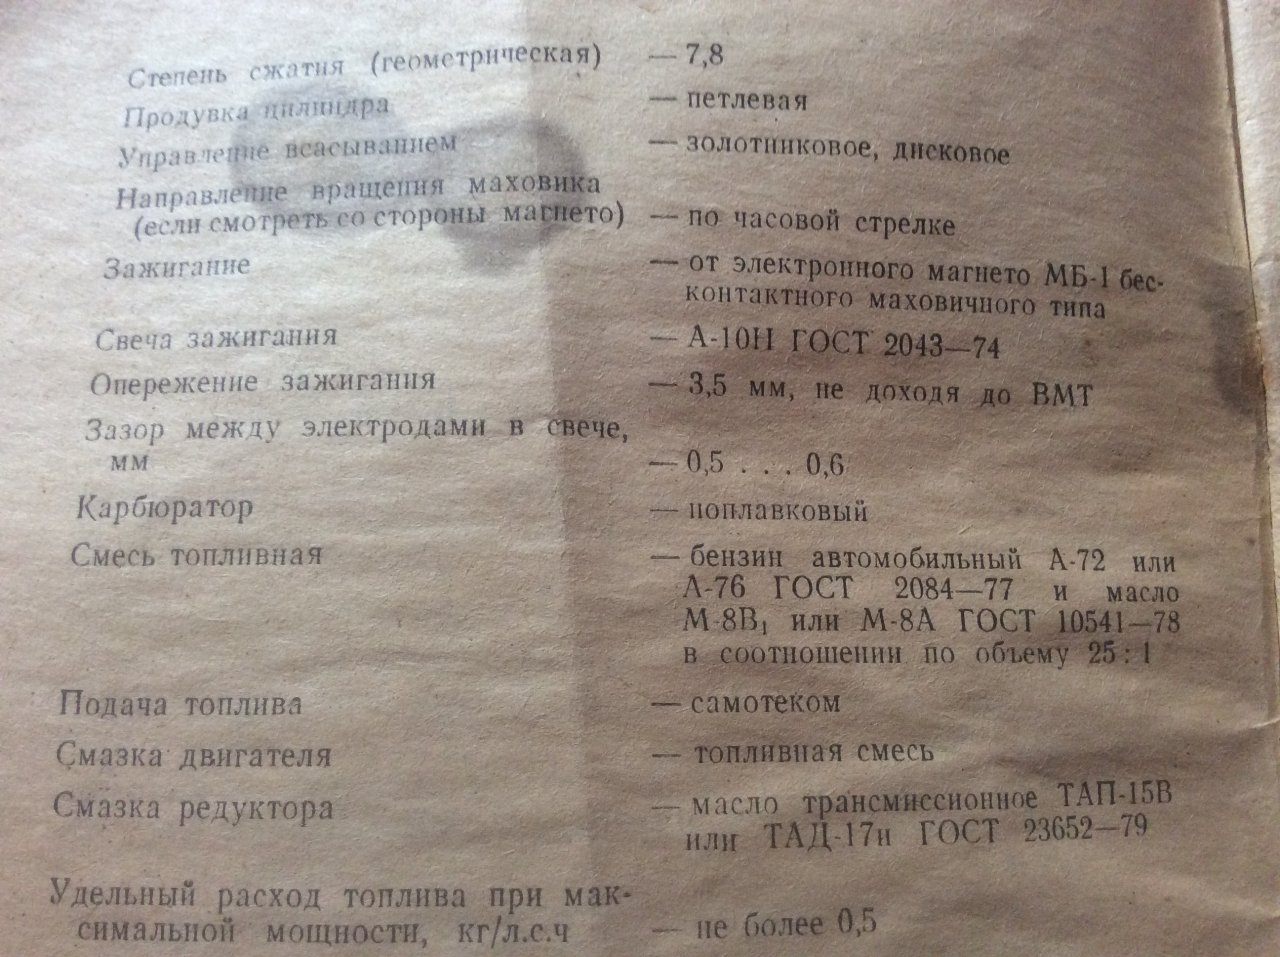 Степень сжатия (геометрическая) — 7,8
Продувка цилиндра — петлевая
Управление всасыванием — золотниковое, дисковое
Направление вращения маховика
(если смотреть со стороны магнето) — по часовой стрелке
Зажигание — от электронного магнето МБ-1 бес-
контактного маховичного типа
Свеча зажигания — А-10Н ГОСТ 2043—74
Опережение зажигания — 3,5 мм, не доходя до ВМТ
Зазор между электродами в свече,
мм — 0,5 . . . 0,6
Карбюратор — поплавковый
Смесь топливная — бензин автомобильный А-72 или
А-76 ГОСТ 2084—77 и масло
М-8В₁ или М-8А ГОСТ 10541—78
в соотношении по объему 25 : 1
Подача топлива — самотеком
Смазка двигателя — топливная смесь
Смазка редуктора — масло трансмиссионное ТАП-15В
или ТАД-17и ГОСТ 23652—79
Удельный расход топлива при мак-
симальной мощности, кг/л.с.ч — не более 0,5